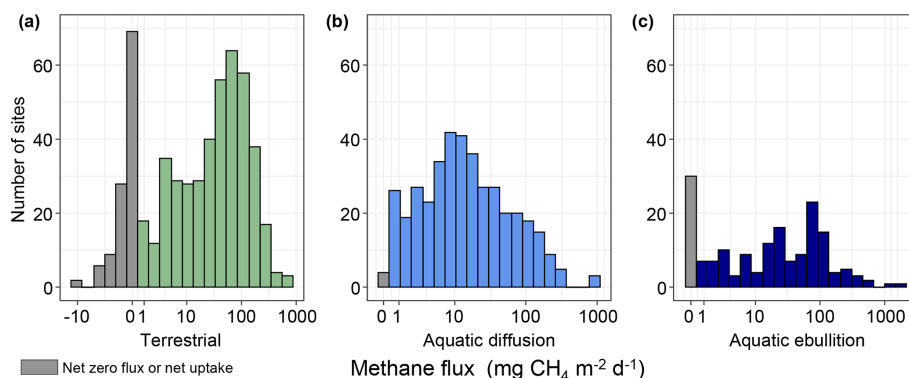 (a)
(b)
(c)
Number of sites
60
40
20
0
-10 0 1 10 100 1000
Terrestrial
60
40
20
0
0 1 10 100 1000
Aquatic diffusion
60
40
20
0
0 1 10 100 1000
Aquatic ebullition
Net zero flux or net uptake
Methane flux (mg CH₄ m⁻² d⁻¹)